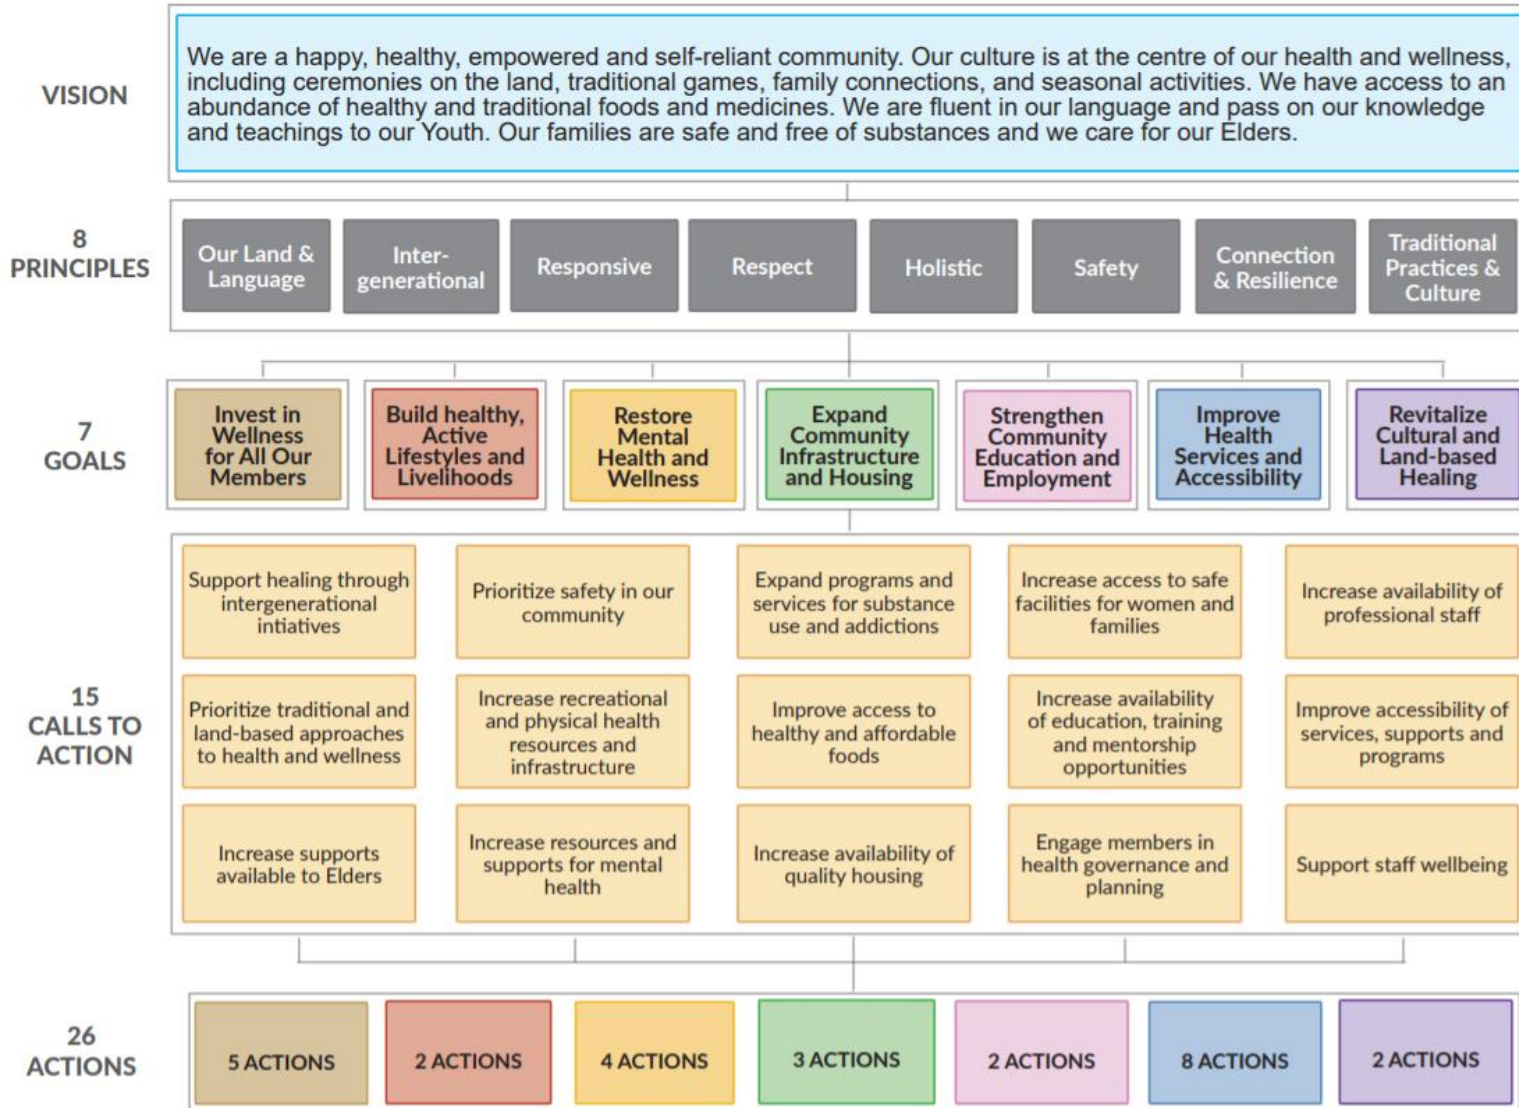 VISION
We are a happy, healthy, empowered and self-reliant community. Our culture is at the centre of our health and wellness,
including ceremonies on the land, traditional games, family connections, and seasonal activities. We have access to an
abundance of healthy and traditional foods and medicines. We are fluent in our language and pass on our knowledge
and teachings to our Youth. Our families are safe and free of substances and we care for our Elders.
8
PRINCIPLES
Our Land &
Language
Inter-
generational
Responsive
Respect
Holistic
Safety
Connection
& Resilience
Traditional
Practices &
Culture
7
GOALS
Invest in
Wellness
for All Our
Members
Build healthy,
Active
Lifestyles and
Livelihoods
Restore
Mental
Health and
Wellness
Expand
Community
Infrastructure
and Housing
Strengthen
Community
Education and
Employment
Improve
Health
Services and
Accessibility
Revitalize
Cultural and
Land-based
Healing
15
CALLS TO
ACTION
Support healing through
intergenerational
intiatives
Prioritize safety in our
community
Expand programs and
services for substance
use and addictions
Increase access to safe
facilities for women and
families
Increase availability of
professional staff
Prioritize traditional and
land-based approaches
to health and wellness
Increase recreational
and physical health
resources and
infrastructure
Improve access to
healthy and affordable
foods
Increase availability
of education, training
and mentorship
opportunities
Improve accessibility of
services, supports and
programs
Increase supports
available to Elders
Increase resources and
supports for mental
health
Increase availability of
quality housing
Engage members in
health governance and
planning
Support staff wellbeing
26
ACTIONS
5 ACTIONS
2 ACTIONS
4 ACTIONS
3 ACTIONS
2 ACTIONS
8 ACTIONS
2 ACTIONS